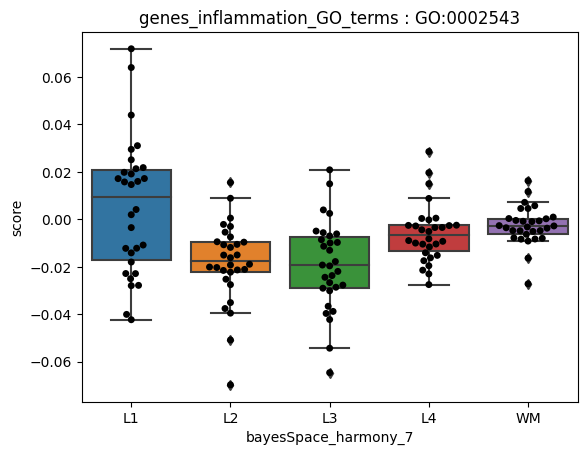 genes_inflammation_GO_terms : GO:0002543
0.06
0.04
0.02
0.00
−0.02
−0.04
−0.06
score
L1
L2
L3
L4
WM
bayesSpace_harmony_7